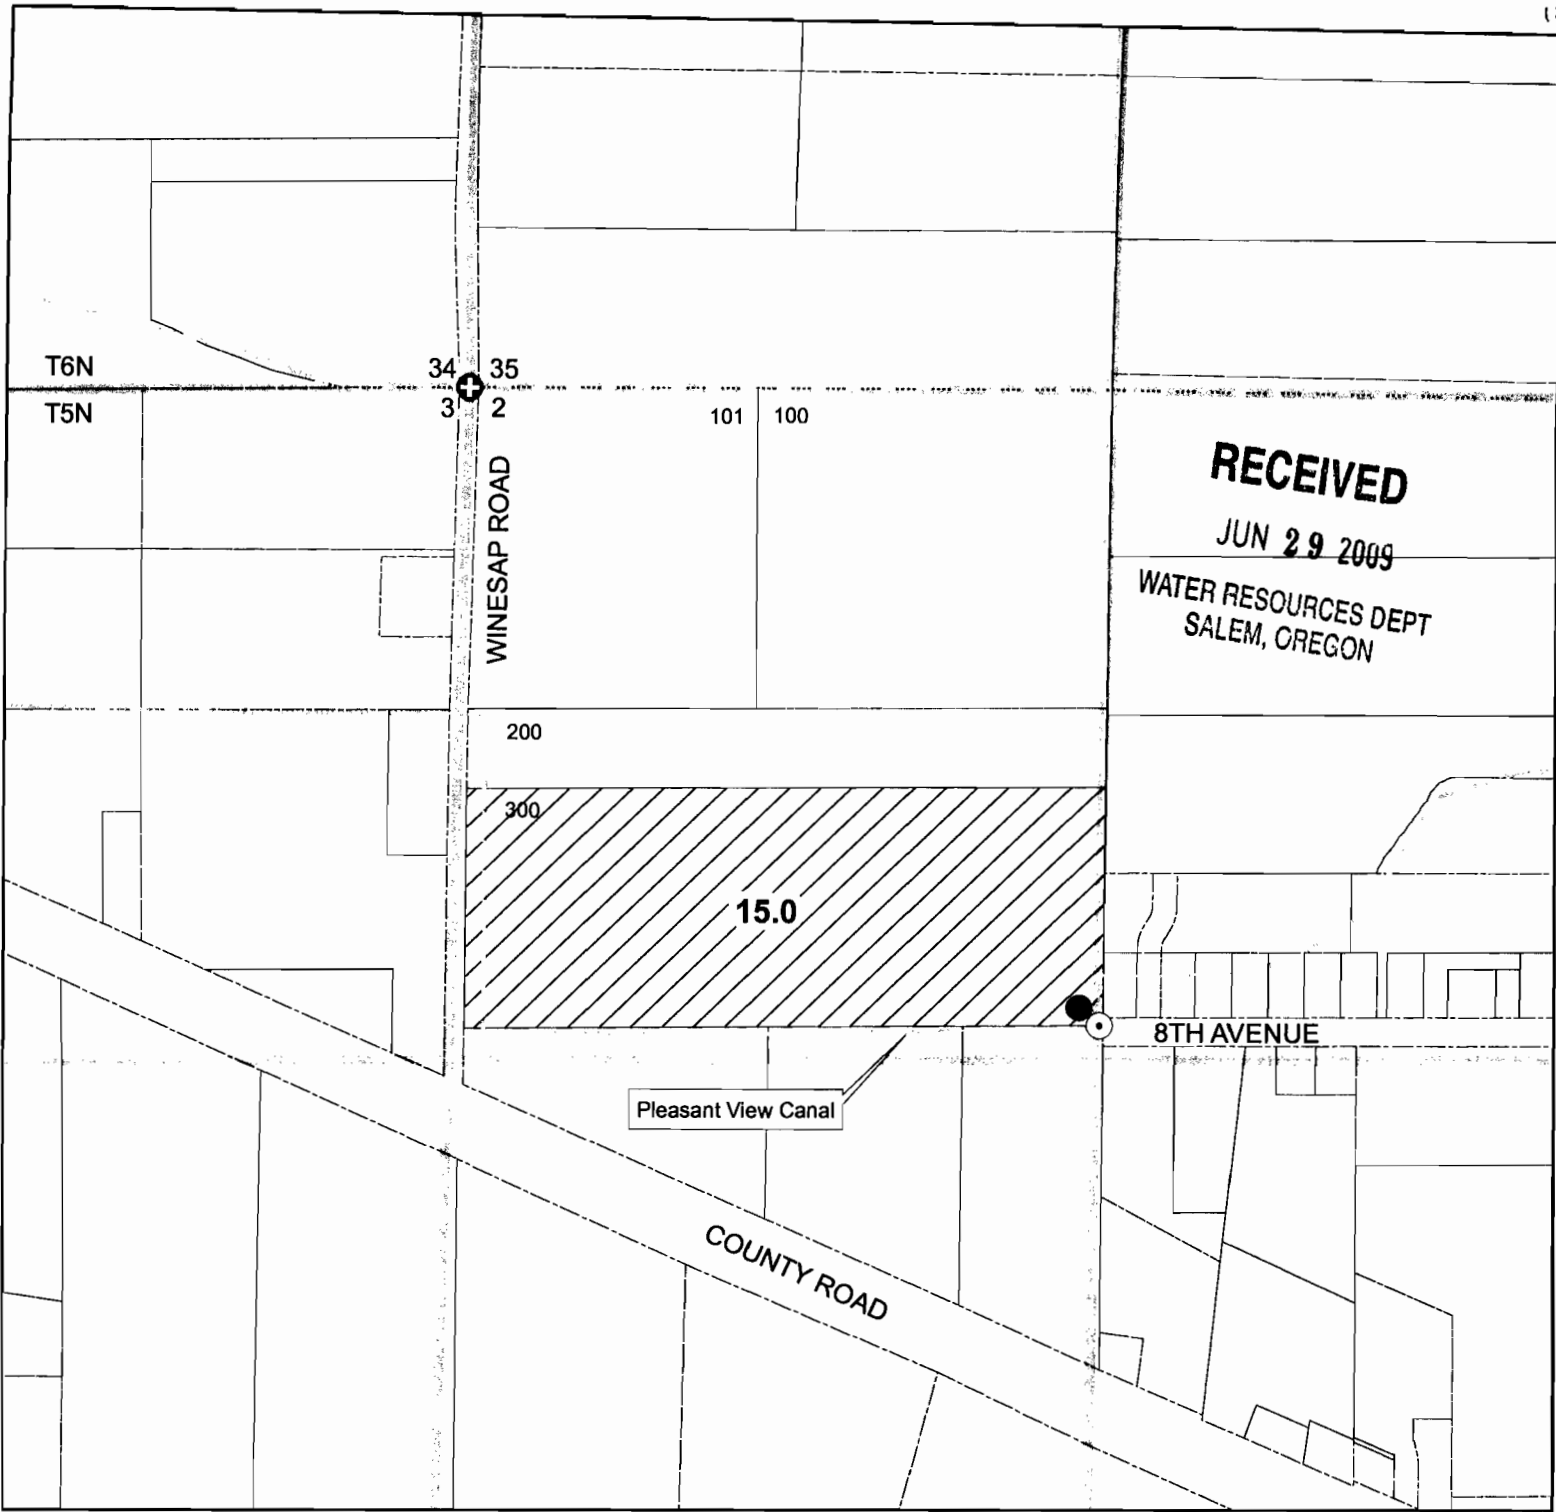 T6N
34
35
T5N
3
2
101
100
WINESAP ROAD
RECEIVED
JUN 29 2009
WATER RESOURCES DEPT
SALEM, OREGON
200
300
15.0
8TH AVENUE
Pleasant View Canal
COUNTY ROAD